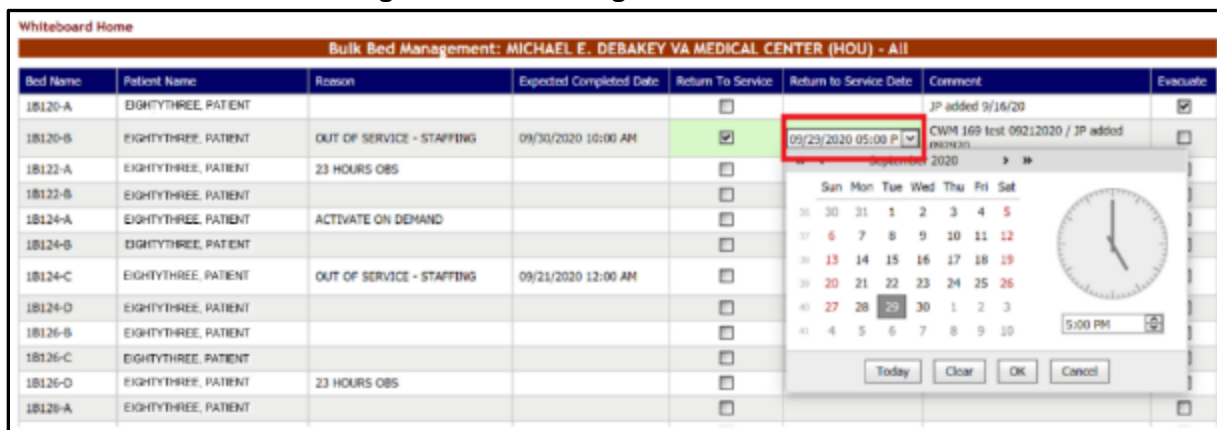 Whiteboard Home
Bulk Bed Management: MICHAEL E. DEBAKEY VA MEDICAL CENTER (HOU) - All
Bed Name Patient Name Reason Expected Completed Date Return To Service Return to Service Date Comment Evacuate
1B120-A EIGHTYTHREE, PATIENT JP added 9/16/20
1B120-B EIGHTYTHREE, PATIENT OUT OF SERVICE - STAFFING 09/30/2020 10:00 AM 09/29/2020 05:00 P CWM 169 test 09212020 / JP added
092920
1B122-A EIGHTYTHREE, PATIENT 23 HOURS OBS
1B122-B EIGHTYTHREE, PATIENT
1B124-A EIGHTYTHREE, PATIENT ACTIVATE ON DEMAND
1B124-B EIGHTYTHREE, PATIENT
1B124-C EIGHTYTHREE, PATIENT OUT OF SERVICE - STAFFING 09/21/2020 12:00 AM
1B124-D EIGHTYTHREE, PATIENT
1B126-B EIGHTYTHREE, PATIENT
1B126-C EIGHTYTHREE, PATIENT
1B126-D EIGHTYTHREE, PATIENT 23 HOURS OBS
1B128-A EIGHTYTHREE, PATIENT
« ‹ September 2020 › »
Sun Mon Tue Wed Thu Fri Sat
36 30 31 1 2 3 4 5
37 6 7 8 9 10 11 12
38 13 14 15 16 17 18 19
39 20 21 22 23 24 25 26
40 27 28 29 30 1 2 3
41 4 5 6 7 8 9 10
5:00 PM
Today Clear OK Cancel